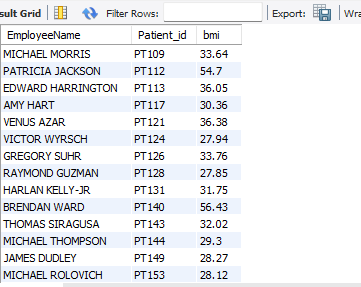 sult Grid Filter Rows: Export: Wra
EmployeeName Patient_id bmi
MICHAEL MORRIS PT109 33.64
PATRICIA JACKSON PT112 54.7
EDWARD HARRINGTON PT113 36.05
AMY HART PT117 30.36
VENUS AZAR PT121 36.38
VICTOR WYRSCH PT124 27.94
GREGORY SUHR PT126 33.76
RAYMOND GUZMAN PT128 27.85
HARLAN KELLY-JR PT131 31.75
BRENDAN WARD PT140 56.43
THOMAS SIRAGUSA PT143 32.02
MICHAEL THOMPSON PT144 29.3
JAMES DUDLEY PT149 28.27
MICHAEL ROLOVICH PT153 28.12